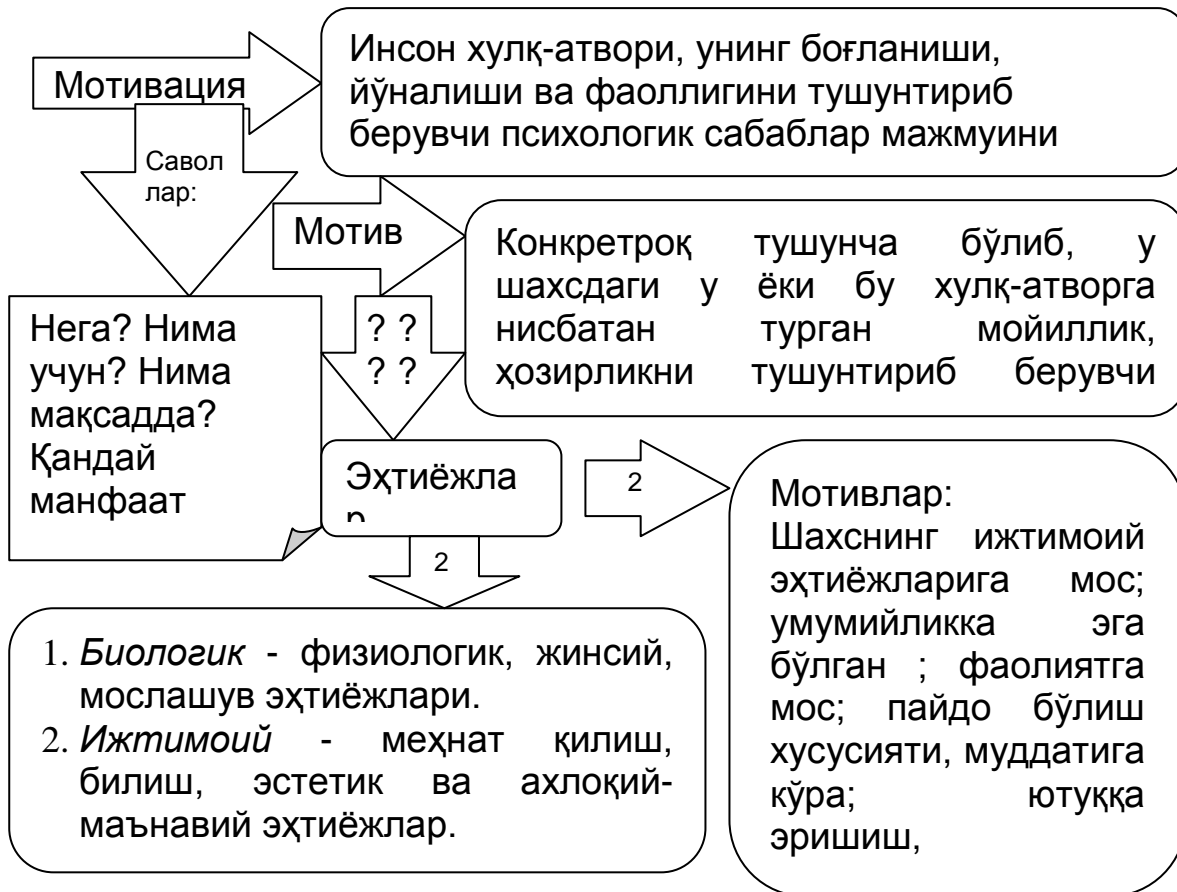 Мотивация
Инсон хулқ-атвори, унинг боғланиши,
йўналиши ва фаоллигини тушунтириб
берувчи психологик сабаблар мажмуини
Савол
лар:
Мотив
Конкретроқ тушунча бўлиб, у
шахсдаги у ёки бу хулқ-атворга
нисбатан турган мойиллик,
ҳозирликни тушунтириб берувчи
Нега? Нима
учун? Нима
мақсадда?
Қандай
манфаат
? ?
? ?
Эҳтиёжла
р
2
Мотивлар:
Шахснинг ижтимоий
эҳтиёжларига мос;
умумийликка эга
бўлган ; фаолиятга
мос; пайдо бўлиш
хусусияти, муддатига
кўра; ютуққа
эришиш,
2
1. Биологик - физиологик, жинсий,
мослашув эҳтиёжлари.
2. Ижтимоий - меҳнат қилиш,
билиш, эстетик ва ахлоқий-
маънавий эҳтиёжлар.